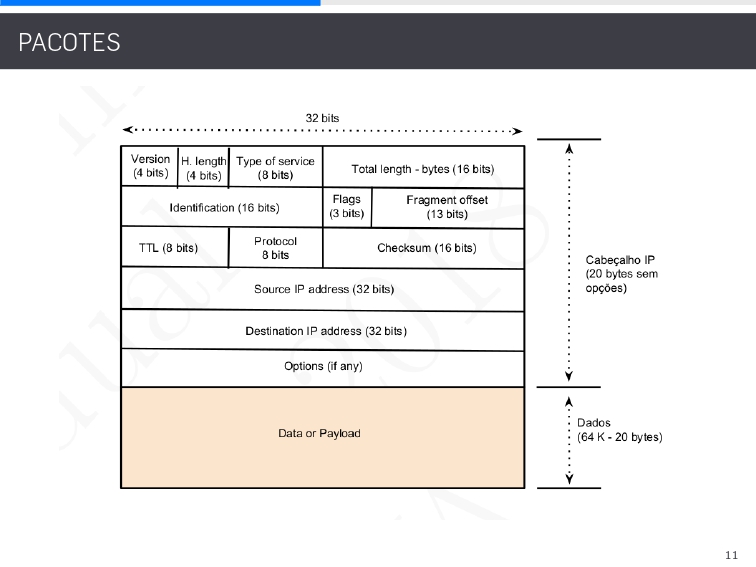 PACOTES
32 bits
Version
(4 bits)
H. length
(4 bits)
Type of service
(8 bits)
Total length - bytes (16 bits)
Identification (16 bits)
Flags
(3 bits)
Fragment offset
(13 bits)
TTL (8 bits)
Protocol
8 bits
Checksum (16 bits)
Source IP address (32 bits)
Destination IP address (32 bits)
Options (if any)
Cabeçalho IP
(20 bytes sem
opções)
Data or Payload
Dados
(64 K - 20 bytes)
2018
11